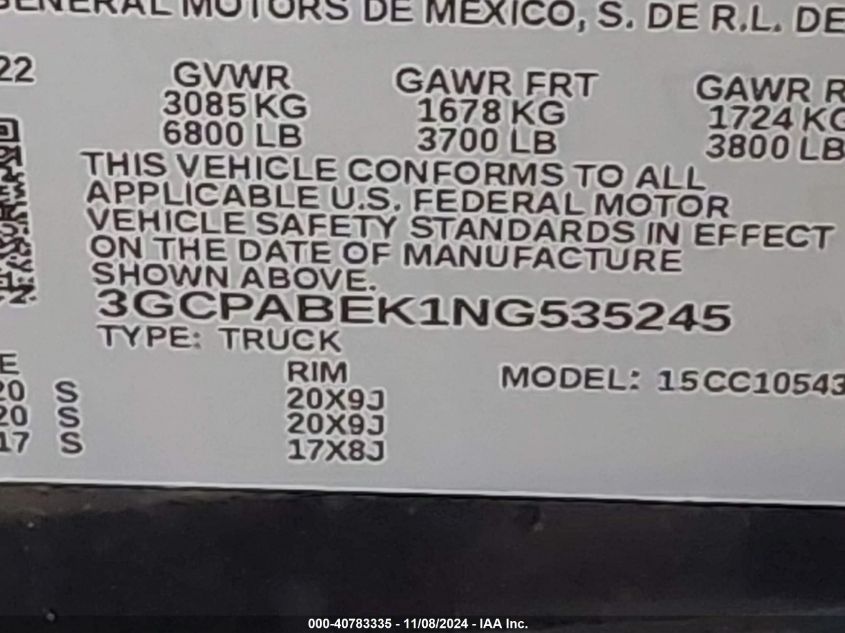 GENERAL MOTORS DE MEXICO, S. DE R.L. DE
22
GVWR GAWR FRT GAWR R
3085 KG 1678 KG 1724 KG
6800 LB 3700 LB 3800 LB
THIS VEHICLE CONFORMS TO ALL
APPLICABLE U.S. FEDERAL MOTOR
VEHICLE SAFETY STANDARDS IN EFFECT
ON THE DATE OF MANUFACTURE
SHOWN ABOVE.
3GCPABEK1NG535245
TYPE: TRUCK
E RIM MODEL: 15CC10543
20 S 20X9J
20 S 20X9J
17 S 17X8J
000-40783335 - 11/08/2024 - IAA Inc.